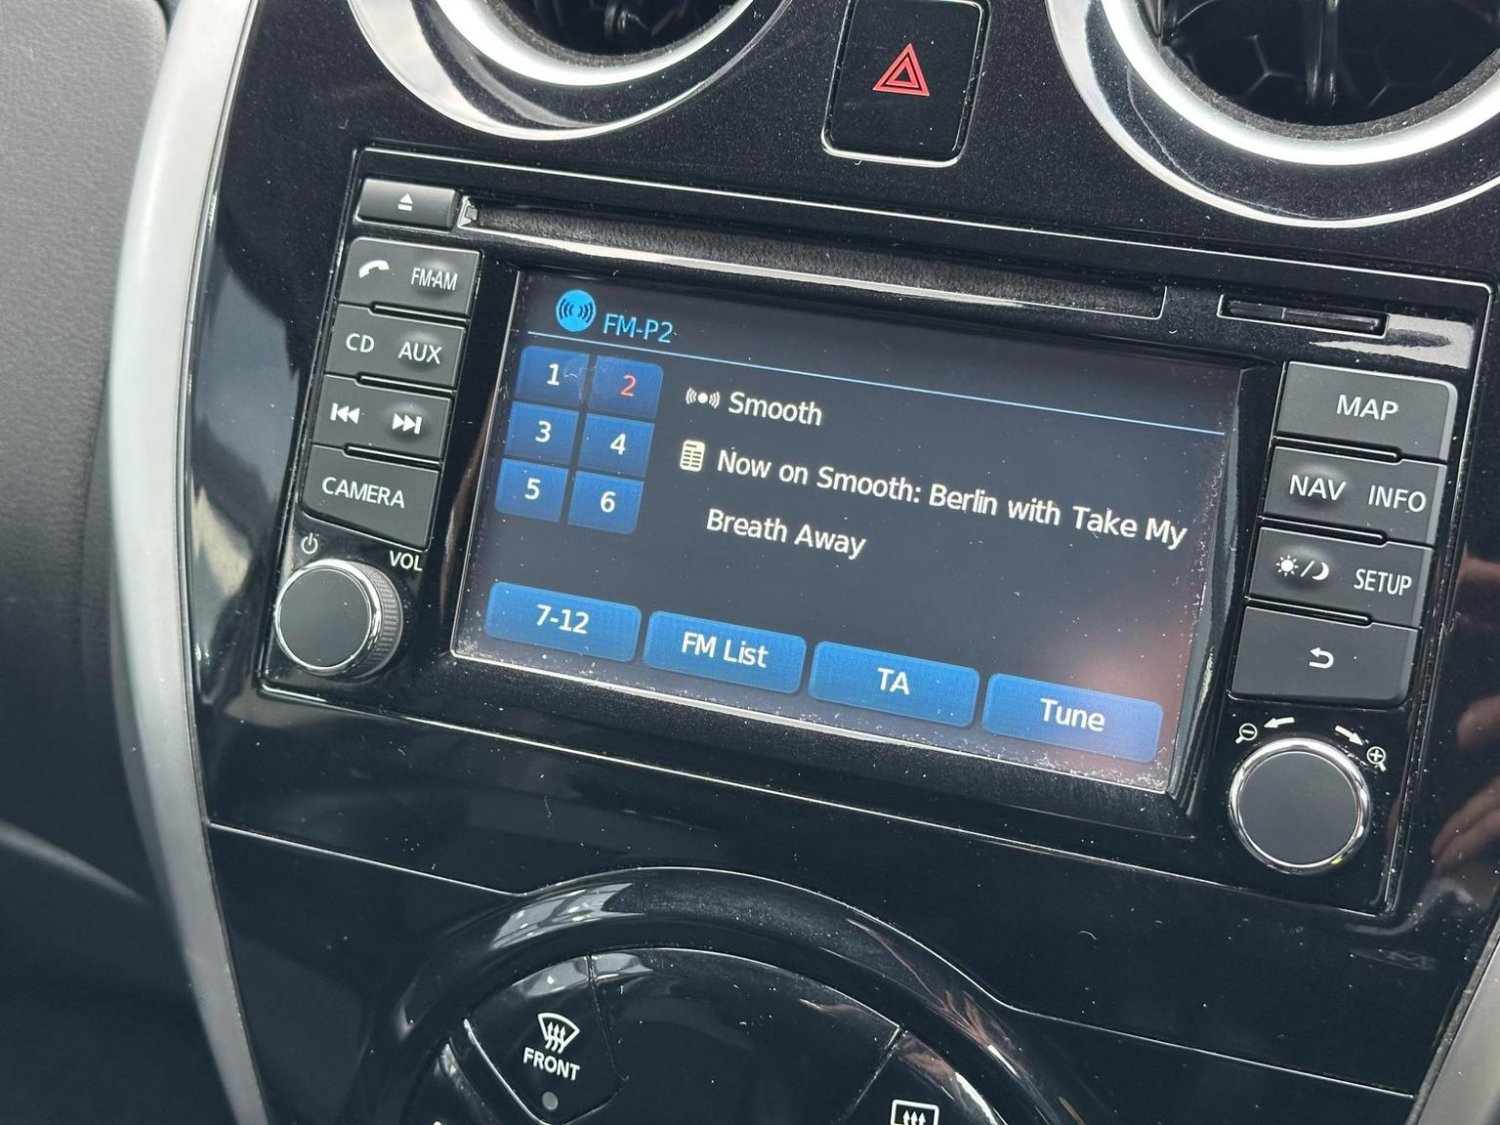 FM·AM
CD AUX
CAMERA
VOL
FM-P2
1 2
3 4
5 6
Smooth
Now on Smooth: Berlin with Take My
Breath Away
7-12
FM List
TA
Tune
MAP
NAV INFO
SETUP
FRONT